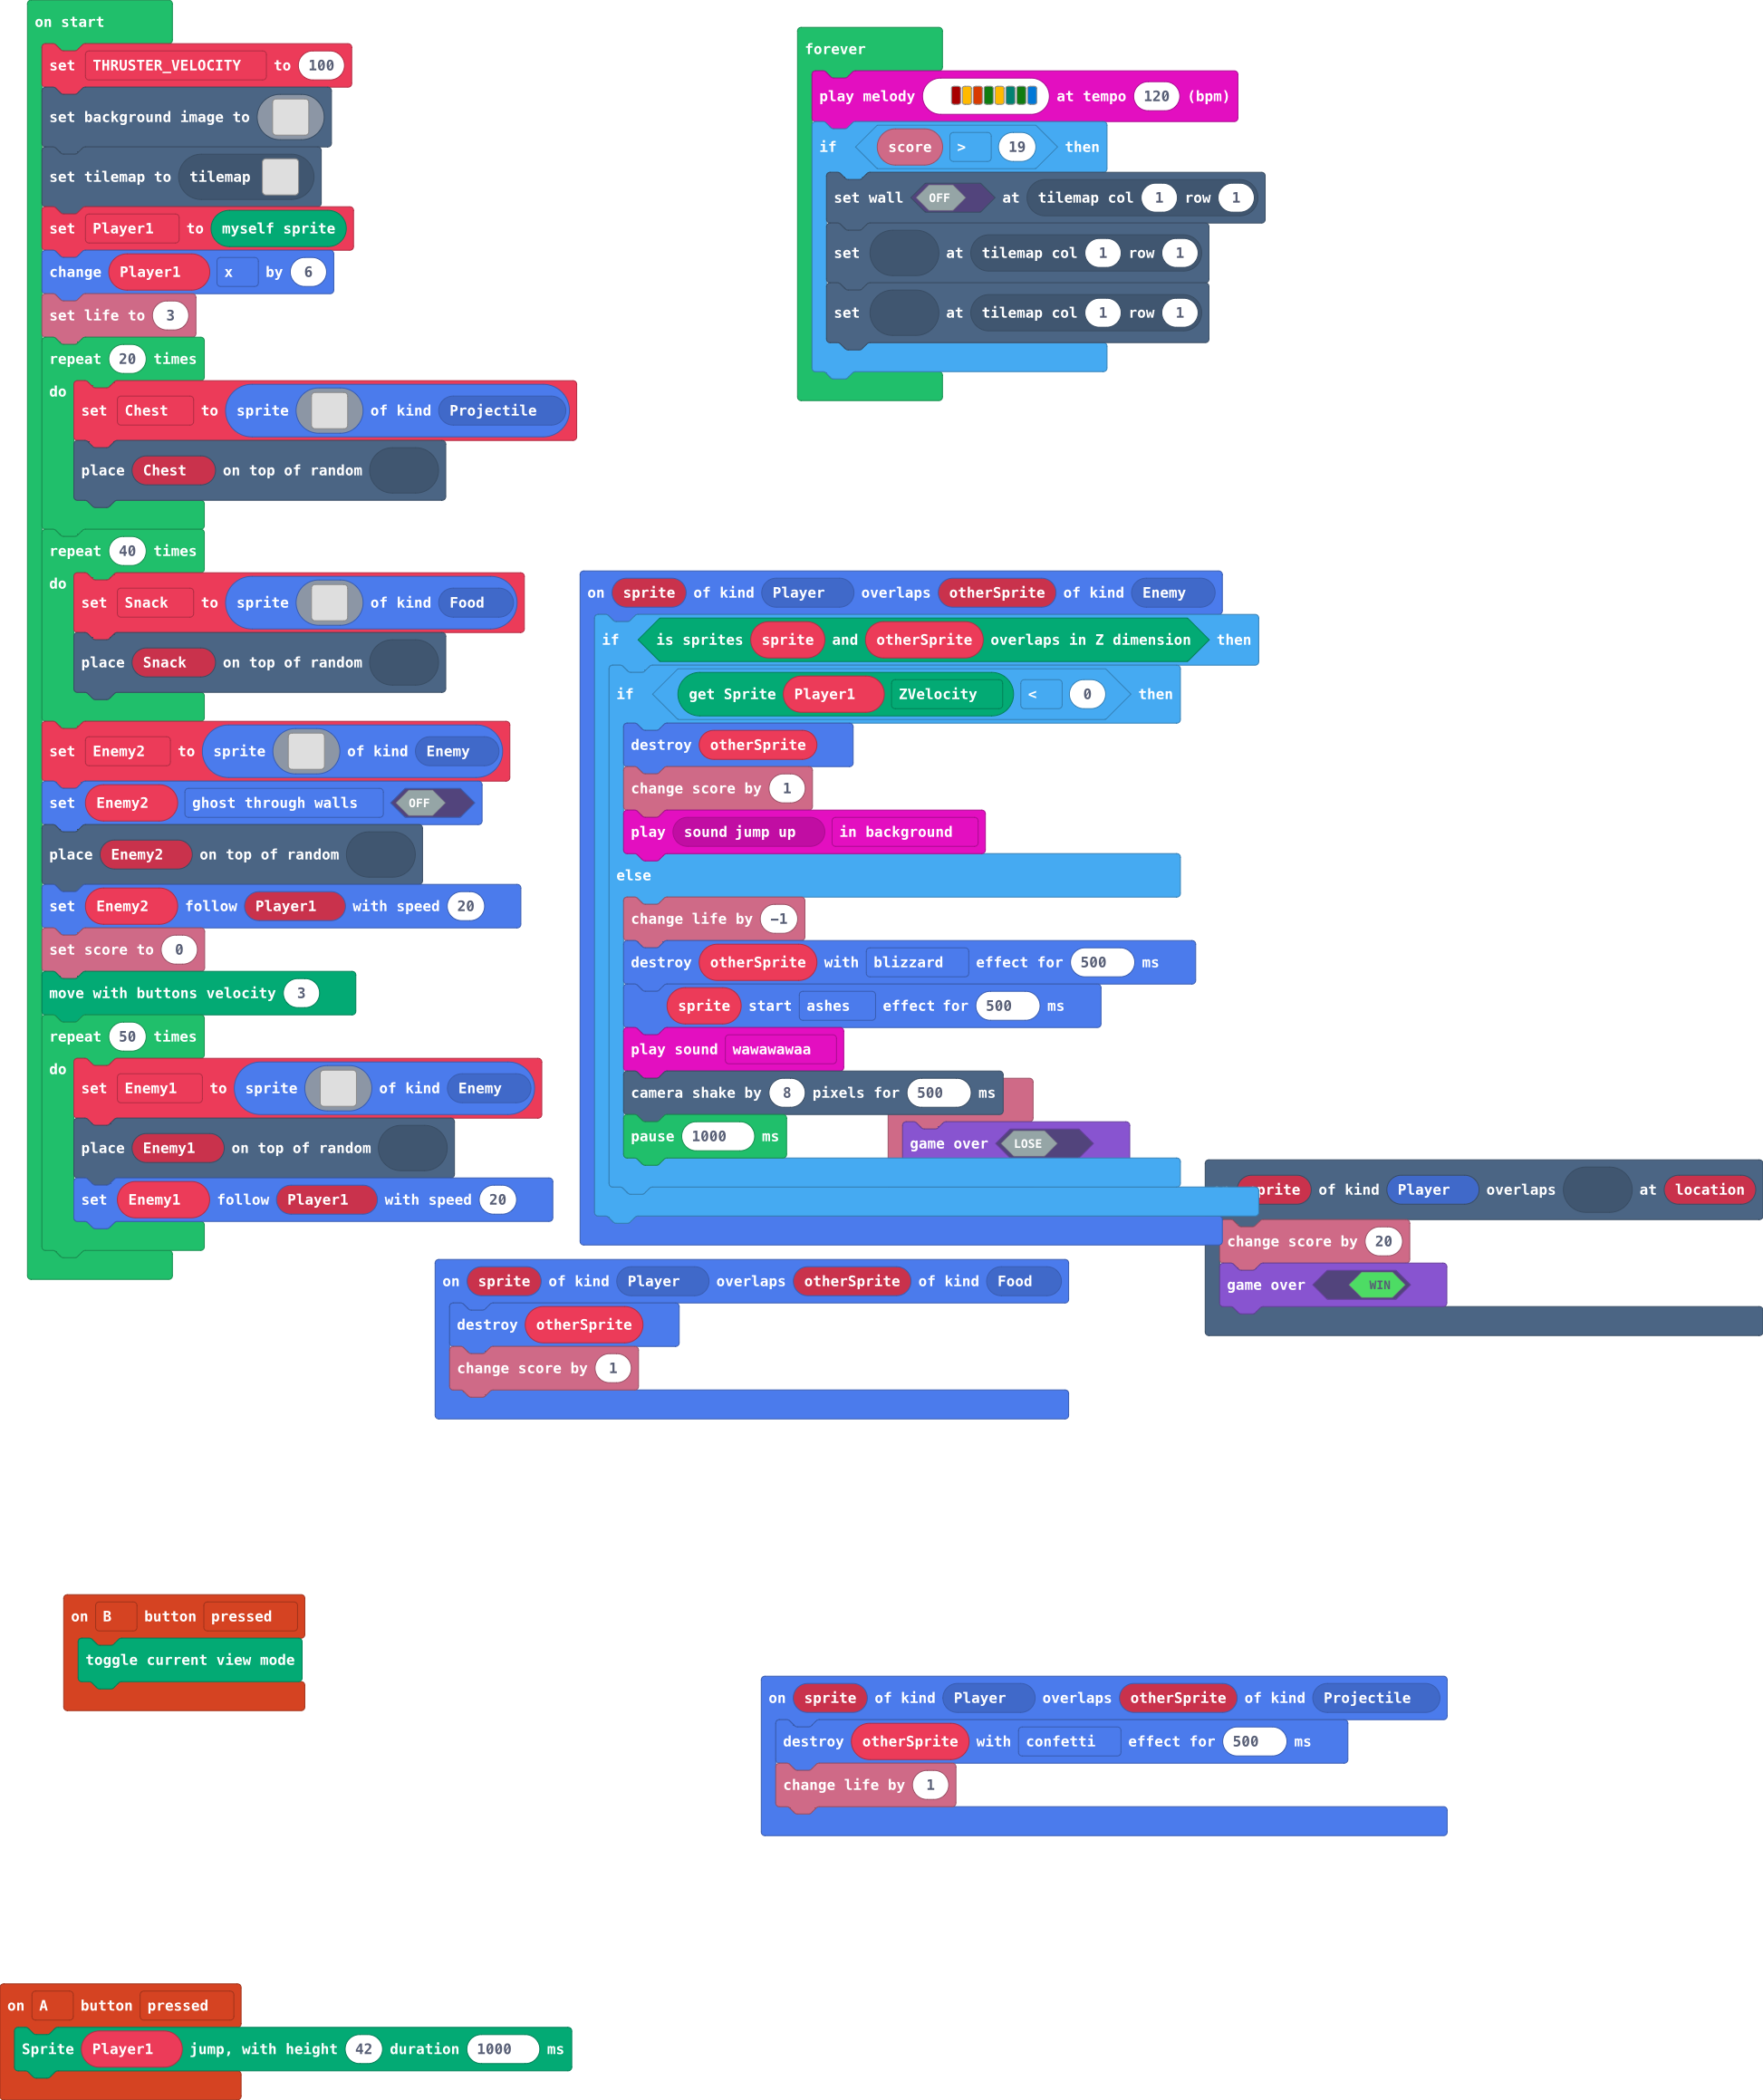 on start
set THRUSTER_VELOCITY to 100
set background image to
set tilemap to tilemap
set Player1 to myself sprite
change Player1 x by 6
set life to 3
repeat 20 times
do
set Chest to sprite of kind Projectile
place Chest on top of random
repeat 40 times
do
set Snack to sprite of kind Food
place Snack on top of random
set Enemy2 to sprite of kind Enemy
set Enemy2 ghost through walls OFF
place Enemy2 on top of random
set Enemy2 follow Player1 with speed 20
set score to 0
move with buttons velocity 3
repeat 50 times
do
set Enemy1 to sprite of kind Enemy
place Enemy1 on top of random
set Enemy1 follow Player1 with speed 20
forever
play melody at tempo 120 (bpm)
if score > 19 then
set wall OFF at tilemap col 1 row 1
set at tilemap col 1 row 1
set at tilemap col 1 row 1
on sprite of kind Player overlaps otherSprite of kind Enemy
if is sprites sprite and otherSprite overlaps in Z dimension then
if get Sprite Player1 ZVelocity < 0 then
destroy otherSprite
change score by 1
play sound jump up in background
else
change life by −1
destroy otherSprite with blizzard effect for 500 ms
sprite start ashes effect for 500 ms
play sound wawawawaa
camera shake by 8 pixels for 500 ms
pause 1000 ms
game over LOSE
of kind Player overlaps at location
change score by 20
game over WIN
on sprite of kind Player overlaps otherSprite of kind Food
destroy otherSprite
change score by 1
on B button pressed
toggle current view mode
on sprite of kind Player overlaps otherSprite of kind Projectile
destroy otherSprite with confetti effect for 500 ms
change life by 1
on A button pressed
Sprite Player1 jump, with height 42 duration 1000 ms